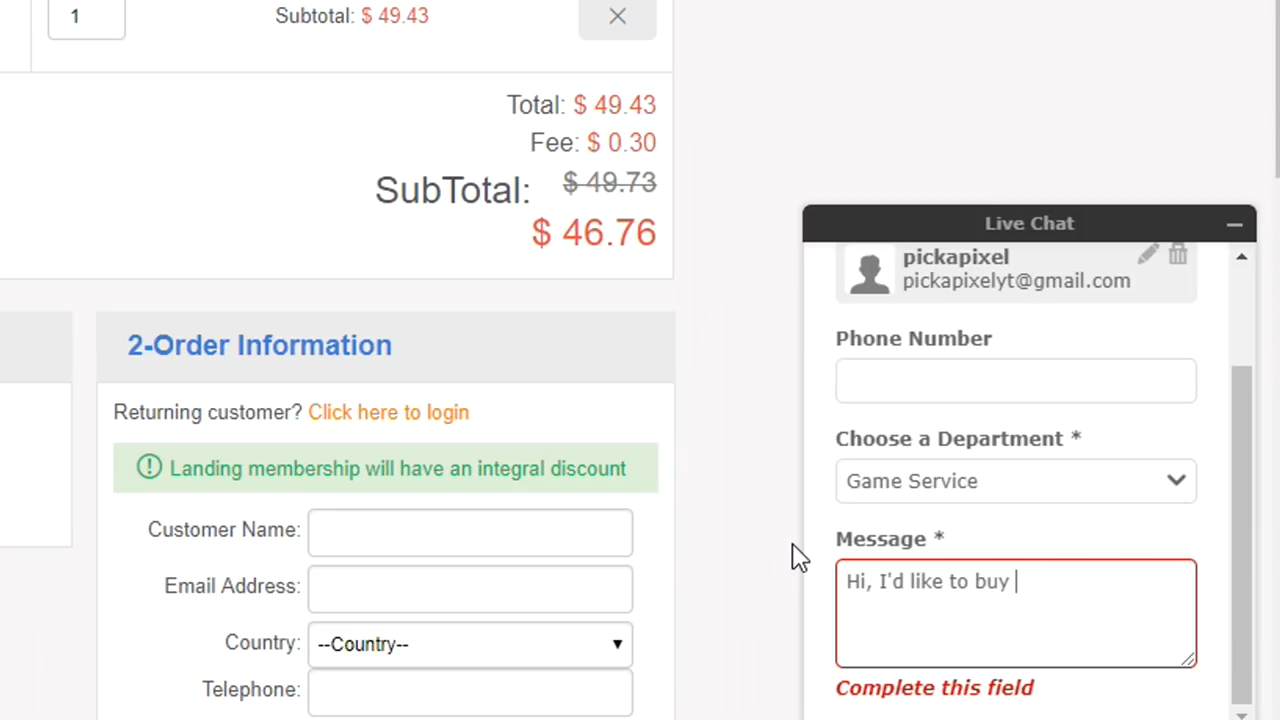 1
Subtotal: $ 49.43
Total: $ 49.43
Fee: $ 0.30
SubTotal: $ 49.73
$ 46.76
2-Order Information
Returning customer? Click here to login
Landing membership will have an integral discount
Customer Name:
Email Address:
Country: --Country--
Telephone:
Live Chat
pickapixel
pickapixelyt@gmail.com
Phone Number
Choose a Department *
Game Service
Message *
Hi, I'd like to buy
Complete this field